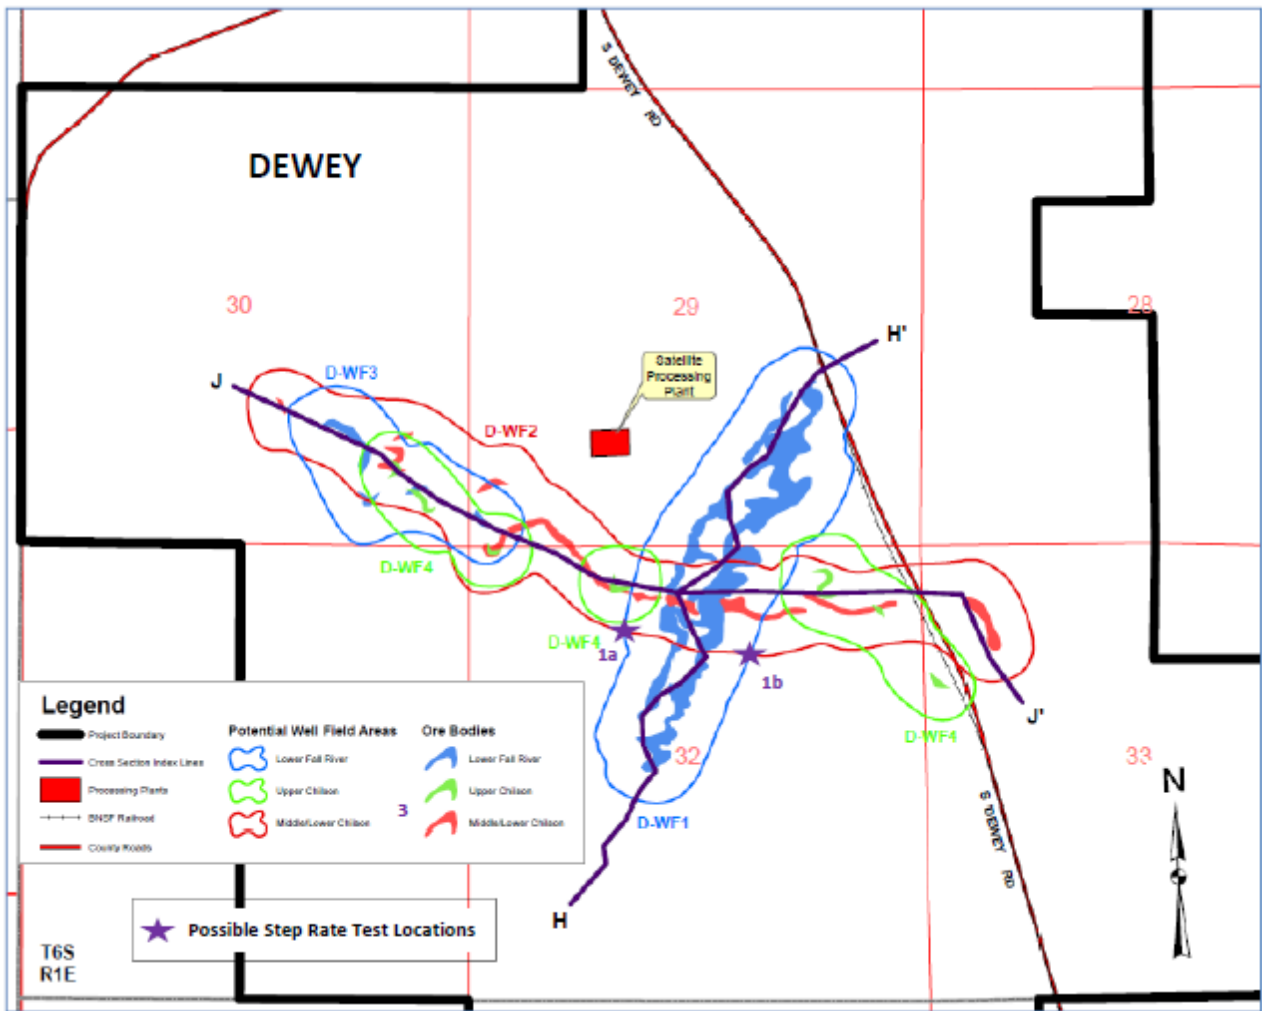 S DEWEY RD
DEWEY
30
29
28
H'
J
D-WF3
Satellite
Processing
Plant
D-WF2
D-WF4
D-WF4
1a
1b
J'
D-WF4
32
33
D-WF1
S DEWEY RD
N
H
Legend
Project Boundary
Cross Section Index Lines
Processing Plants
BNSF Railroad
County Roads
Potential Well Field Areas
Lower Fall River
Upper Chilson
Middle/Lower Chilson
3
Ore Bodies
Lower Fall River
Upper Chilson
Middle/Lower Chilson
Possible Step Rate Test Locations
T6S
R1E